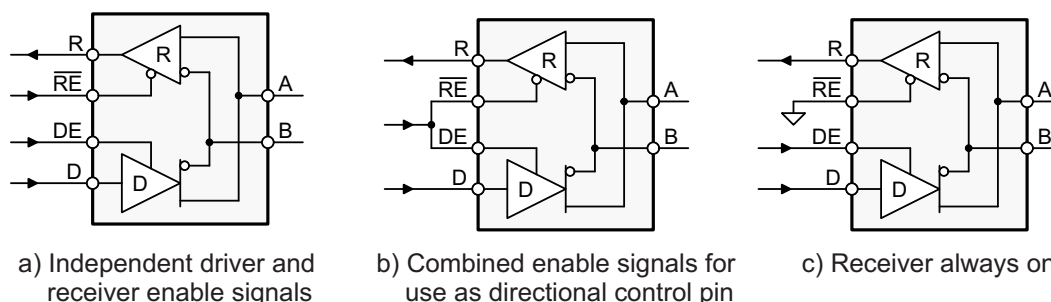 R
R
RE
A
DE
B
D
D
a) Independent driver and
receiver enable signals
R
R
RE
A
DE
B
D
D
b) Combined enable signals for
use as directional control pin
R
R
RE
A
DE
B
D
D
c) Receiver always on